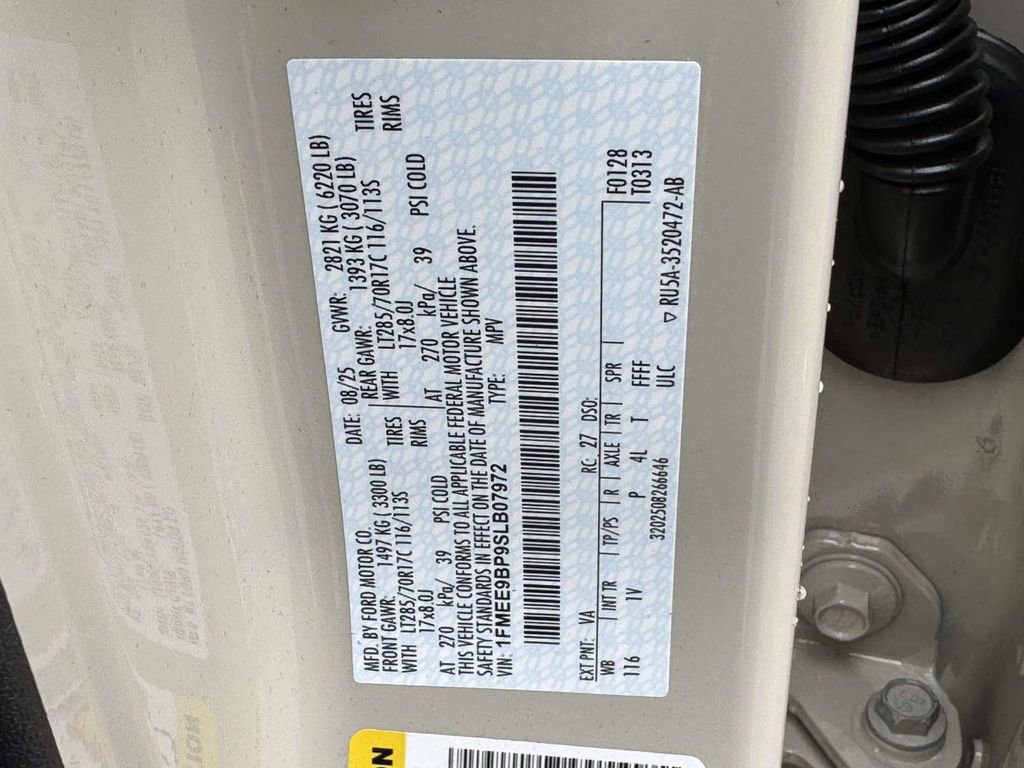 MFD. BY FORD MOTOR CO. DATE: 08/25 GVWR: 2821 KG ( 6220 LB)
FRONT GAWR: 1497 KG ( 3300 LB) REAR GAWR: 1393 KG ( 3070 LB)
WITH LT285/70R17C 116/113S TIRES WITH LT285/70R17C 116/113S TIRES
17x8.0J RIMS 17x8.0J RIMS
AT 270 kPa/ 39 PSI COLD AT 270 kPa/ 39 PSI COLD
THIS VEHICLE CONFORMS TO ALL APPLICABLE FEDERAL MOTOR VEHICLE
SAFETY STANDARDS IN EFFECT ON THE DATE OF MANUFACTURE SHOWN ABOVE.
VIN: 1FMEE9BP9SLB07972 TYPE: MPV
EXT PNT: VA RC: 27 DSO: F0128
WB INT TR TP/PS R AXLE TR SPR T0313
116 1V P 4L T FFFF
3202508266646 ULC ▽ RU5A-3520472-AB